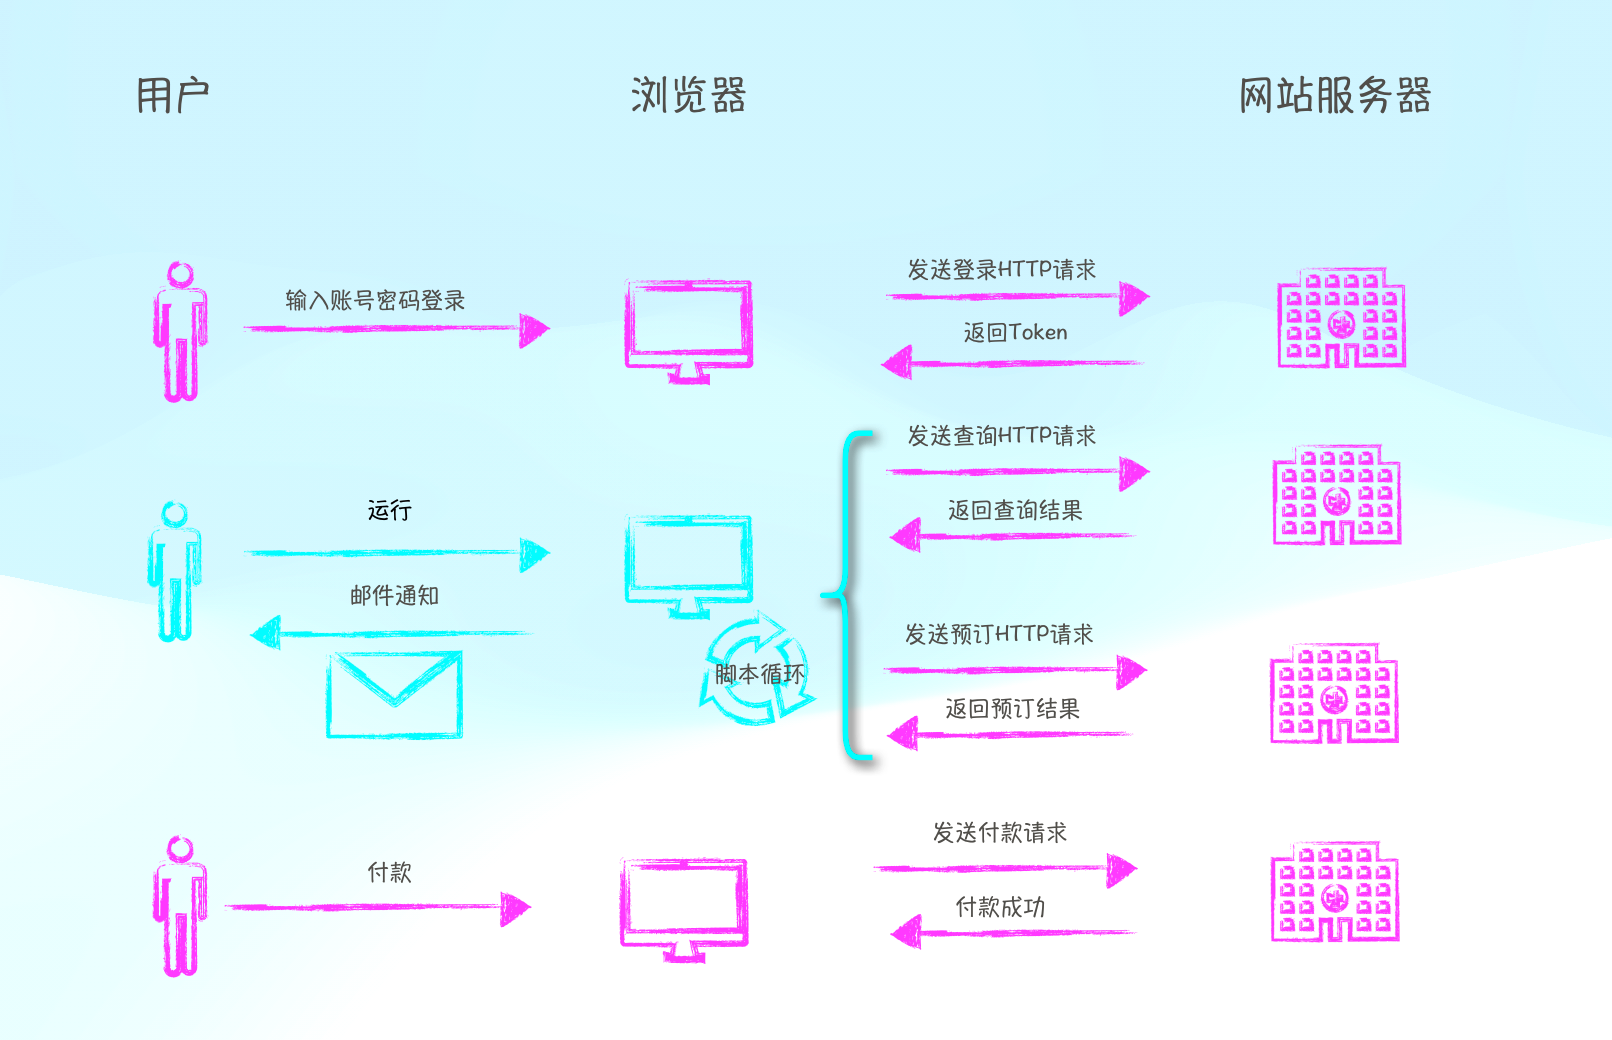 用户
浏览器
网站服务器
输入账号密码登录
发送登录HTTP请求
返回Token
发送查询HTTP请求
运行
返回查询结果
邮件通知
发送预订HTTP请求
脚本循环
返回预订结果
发送付款请求
付款
付款成功